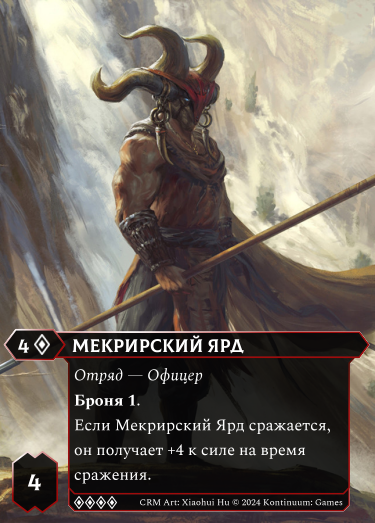 4 МЕКРИРСКИЙ ЯРД
Отряд — Офицер
Броня 1.
Если Мекрирский Ярд сражается,
он получает +4 к силе на время
сражения.
4
CRM Art: Xiaohui Hu © 2024 Kontinuum: Games